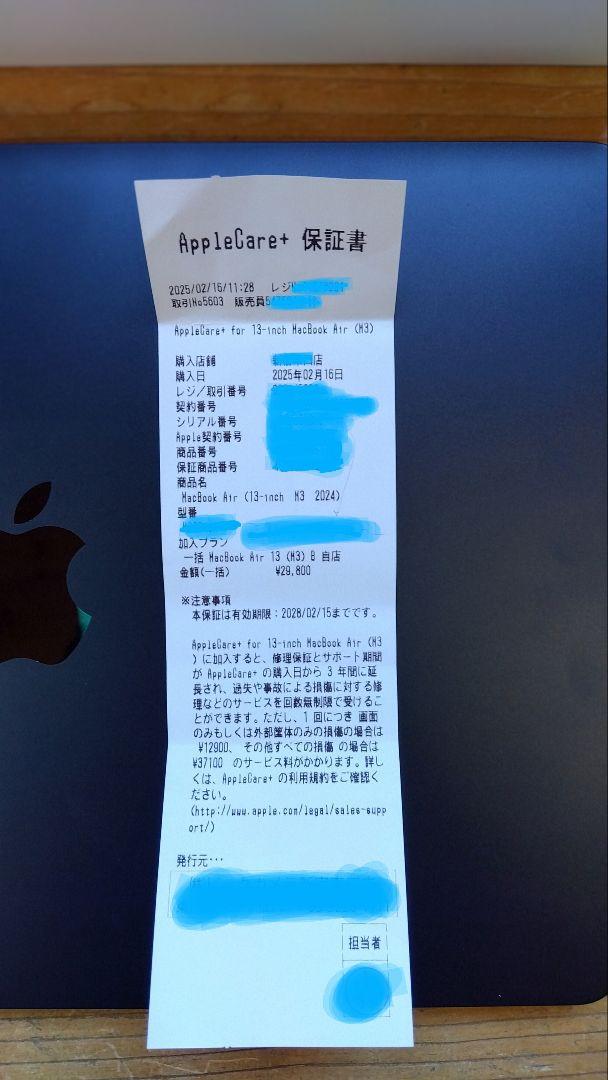 AppleCare+ 保証書
2025/02/16/11:28 レジ
取引No5603 販売員
AppleCare+ for 13-inch MacBook Air (M3)
購入店舗 店
購入日 2025年02月16日
レジ/取引番号
契約番号
シリアル番号
Apple契約番号
商品番号
保証商品番号
商品名
MacBook Air (13-inch M3 2024)
型番
加入プラン
一括 MacBook Air 13 (M3) B 自店
金額(一括) ¥29,800
※注意事項
本保証は有効期限：2028/02/15までです。
AppleCare+ for 13-inch MacBook Air (M3
) に加入すると、修理保証とサポート期間
が AppleCare+ の購入日から 3 年間に延
長され、過失や事故による損傷に対する修
理などのサービスを回数無制限で受けるこ
とができます。ただし、1 回につき 画面
のみもしくは外部筐体のみの損傷の場合は
¥12900、 その他すべての損傷 の場合は
¥37100 のサービス料がかかります。詳し
くは、AppleCare+ の利用規約をご確認く
ださい。
(http://www.apple.com/legal/sales-supp
ort/)
発行元･･･
担当者